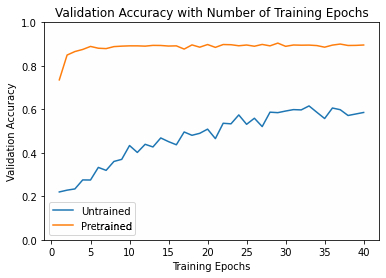 Validation Accuracy with Number of Training Epochs
Validation Accuracy
1.0
0.8
0.6
0.4
0.2
0.0
Untrained
Pretrained
0 5 10 15 20 25 30 35 40
Training Epochs